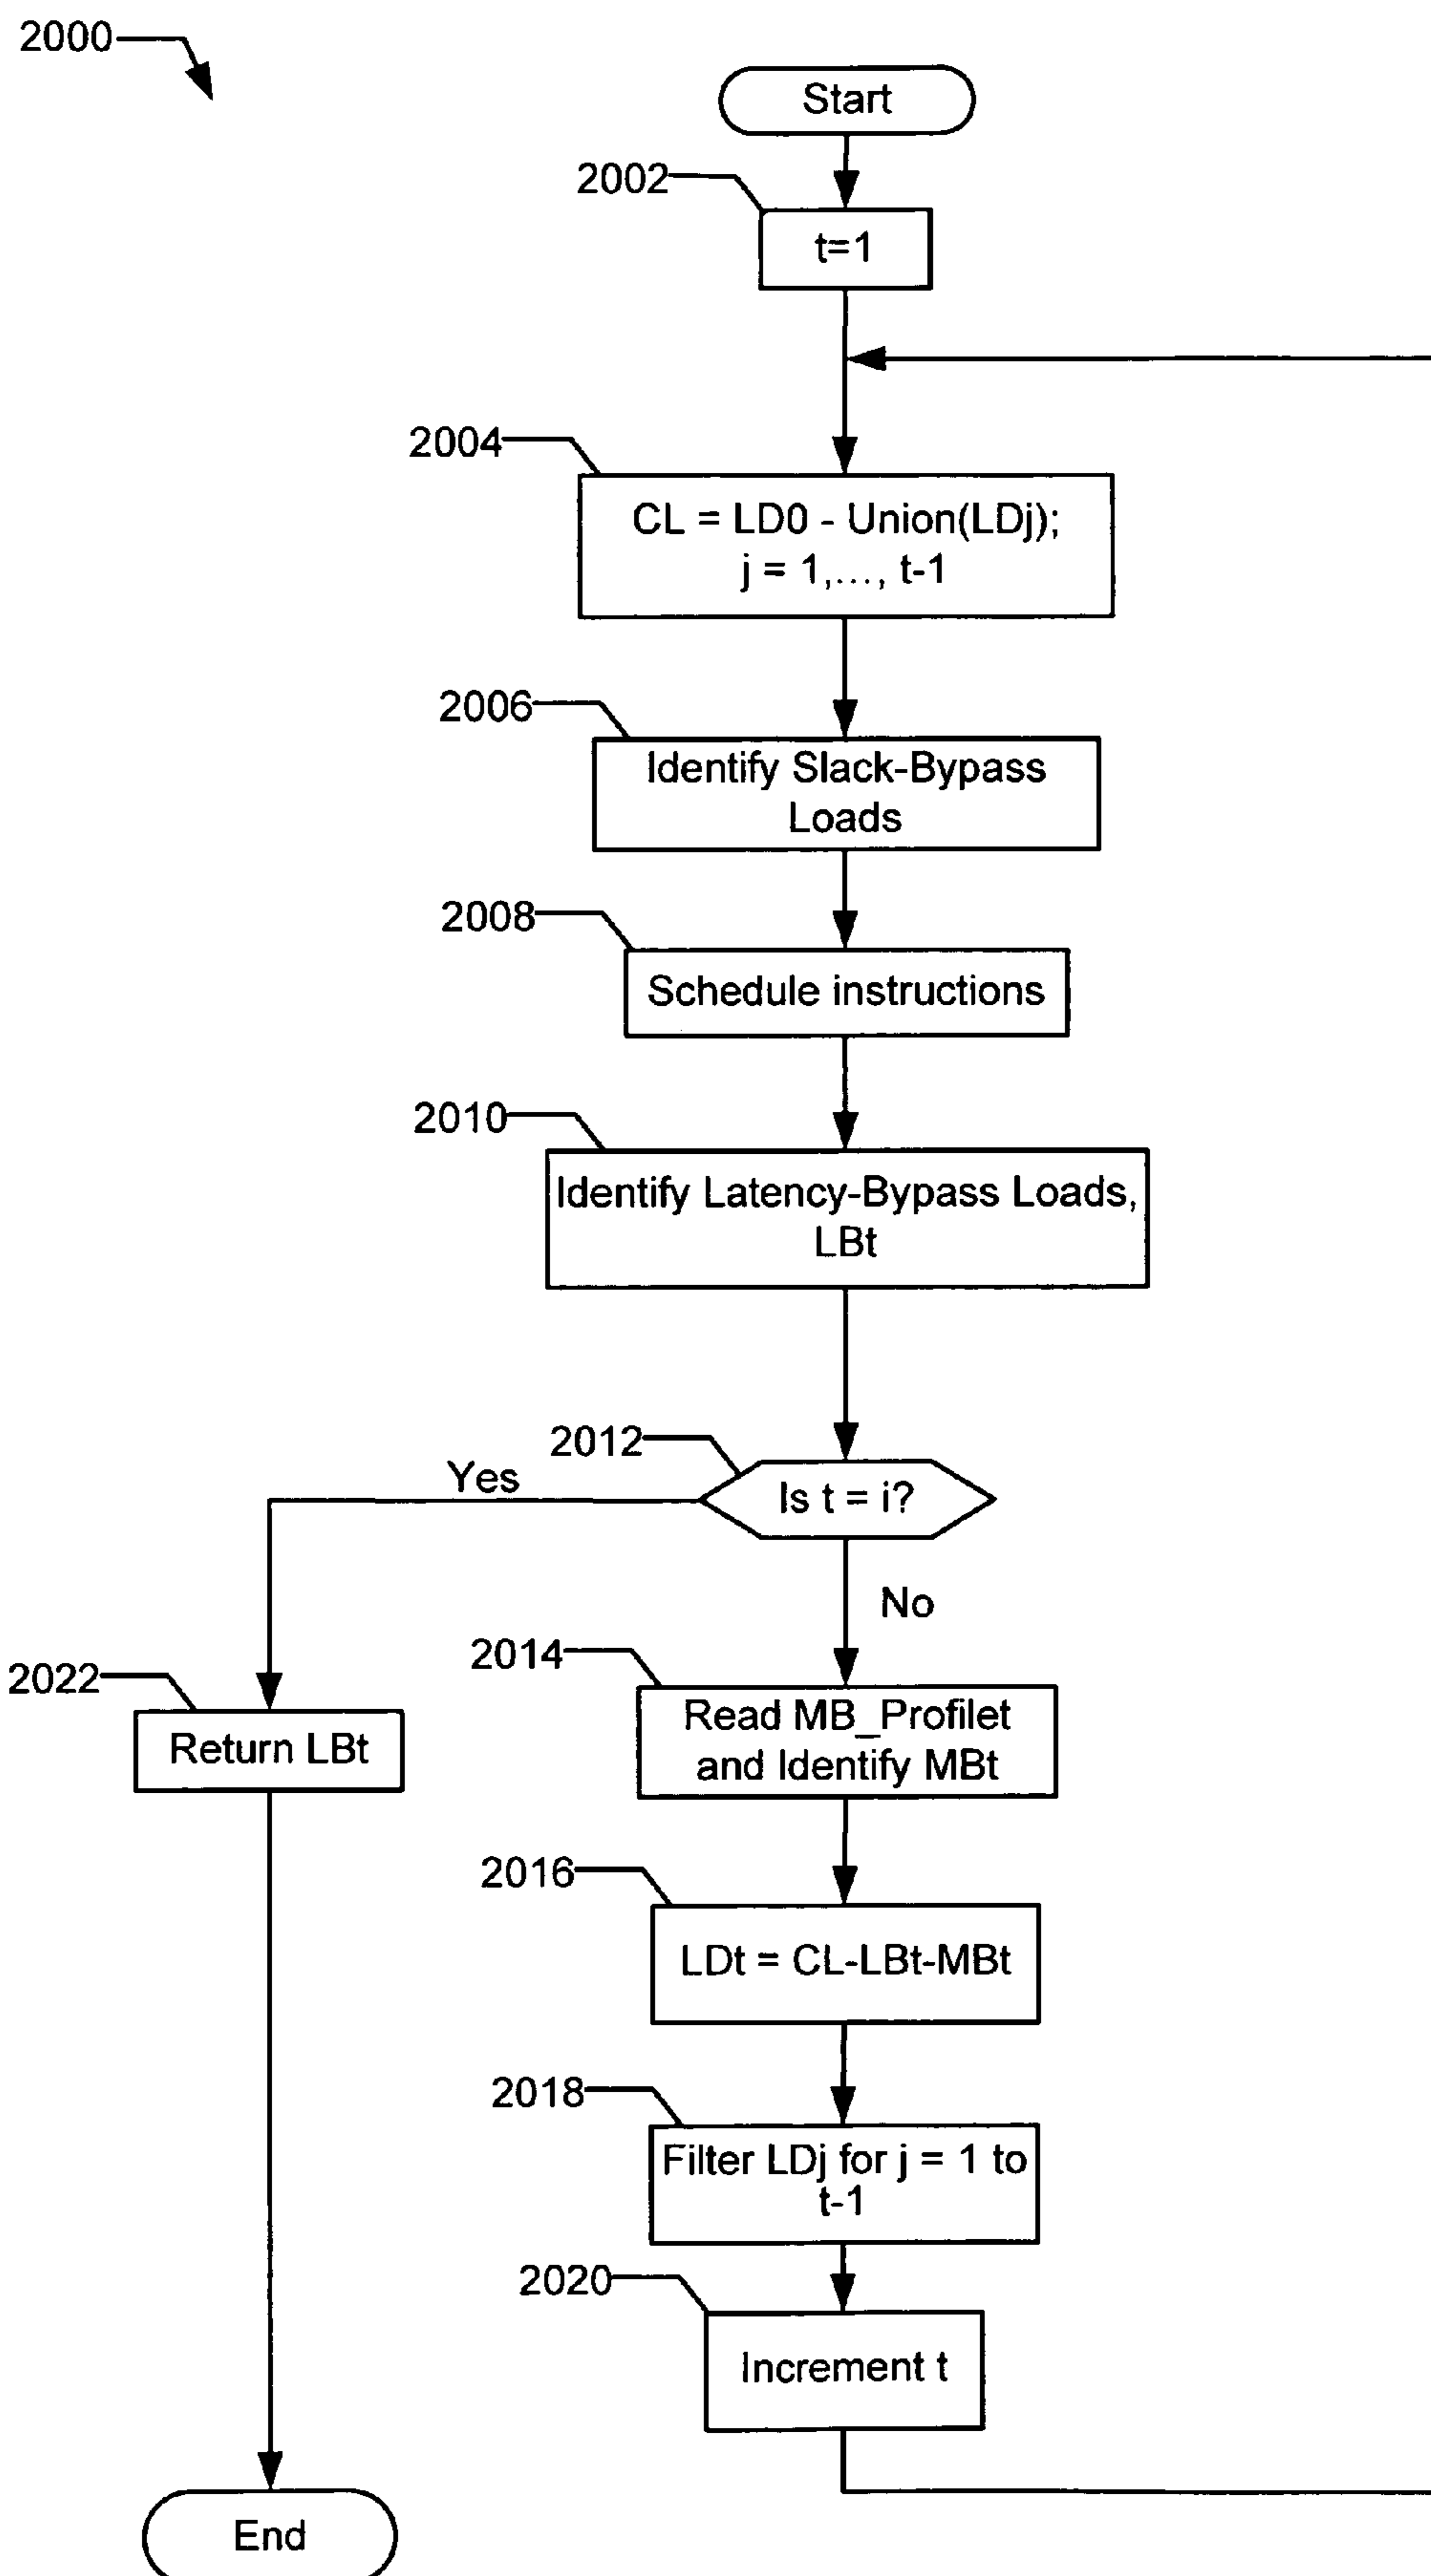 2000
Start
2002
t=1
2004
CL = LD0 - Union(LDj);
j = 1,..., t-1
2006
Identify Slack-Bypass
Loads
2008
Schedule instructions
2010
Identify Latency-Bypass Loads,
LBt
2012
Is t = i?
Yes
No
2014
Read MB_Profilet
and Identify MBt
2022
Return LBt
2016
LDt = CL-LBt-MBt
2018
Filter LDj for j = 1 to
t-1
2020
Increment t
End